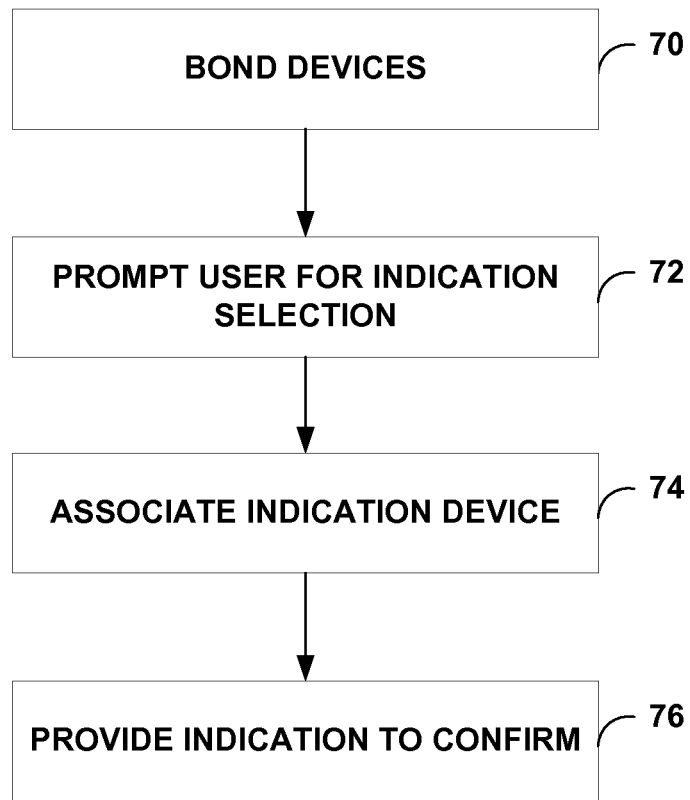 BOND DEVICES
70
PROMPT USER FOR INDICATION
SELECTION
72
ASSOCIATE INDICATION DEVICE
74
PROVIDE INDICATION TO CONFIRM
76